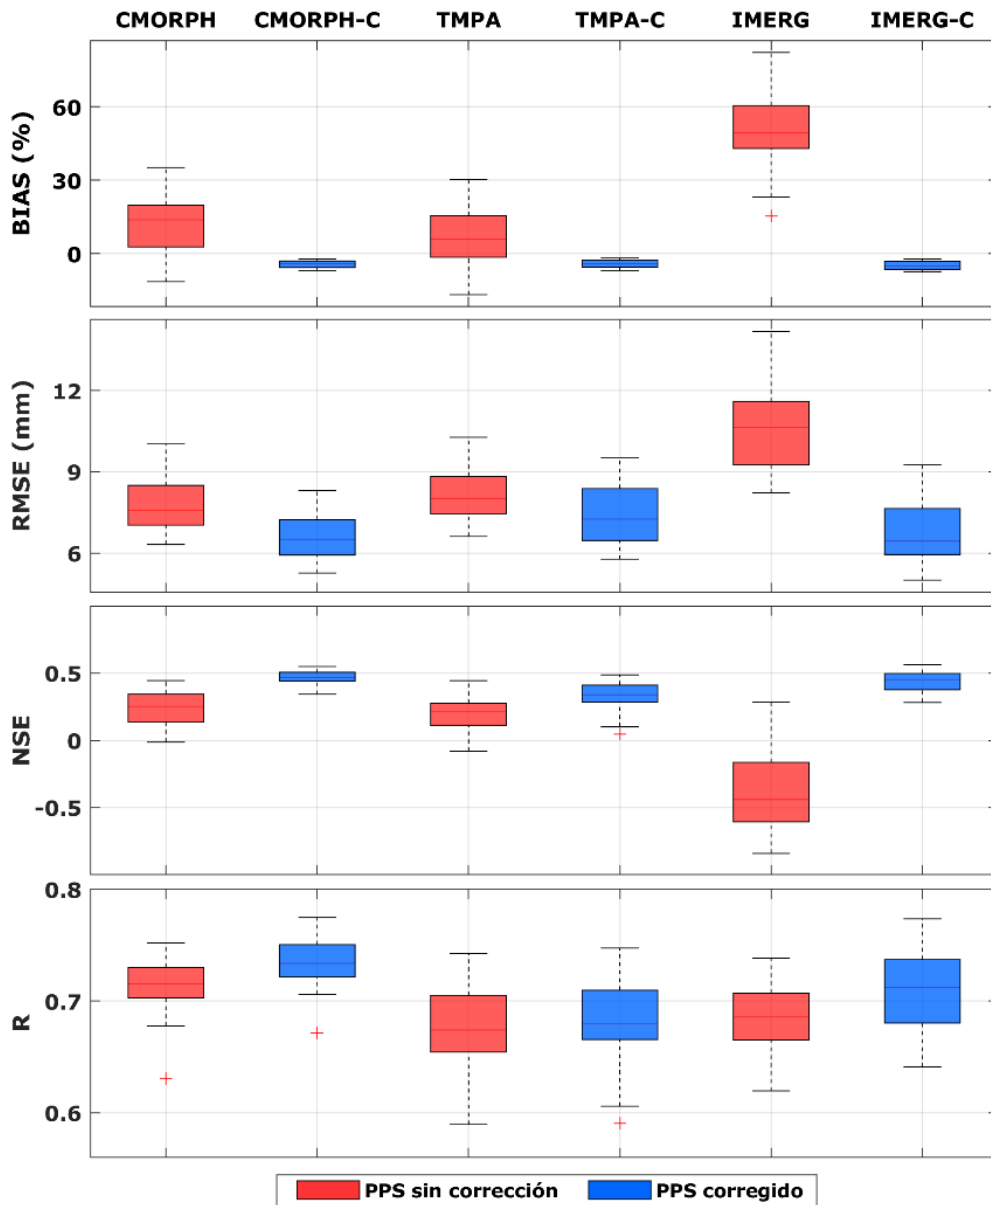 CMORPH CMORPH-C TMPA TMPA-C IMERG IMERG-C
BIAS (%)
60
30
0
RMSE (mm)
12
9
6
NSE
0.5
0
-0.5
R
0.8
0.7
0.6
PPS sin corrección PPS corregido